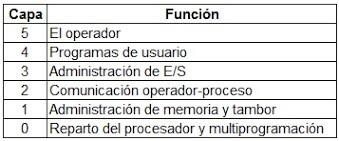 Capa Función
5 El operador
4 Programas de usuario
3 Administración de E/S
2 Comunicación operador-proceso
1 Administración de memoria y tambor
0 Reparto del procesador y multiprogramación